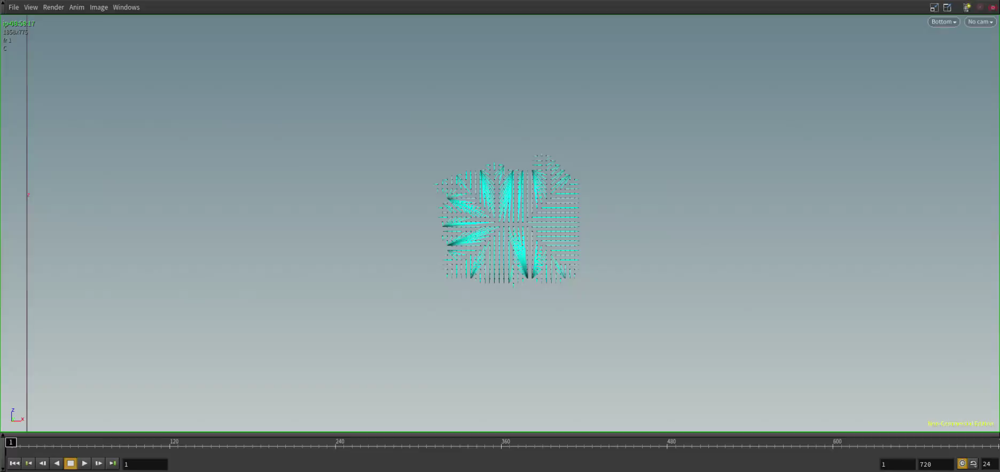 File View Render Anim Image Windows
ip-08:58:17
1858x775
fr 1
C
Bottom
No cam
z
z
x
Non-Commercial Edition
1 120 240 360 480 600
1
1
720
24